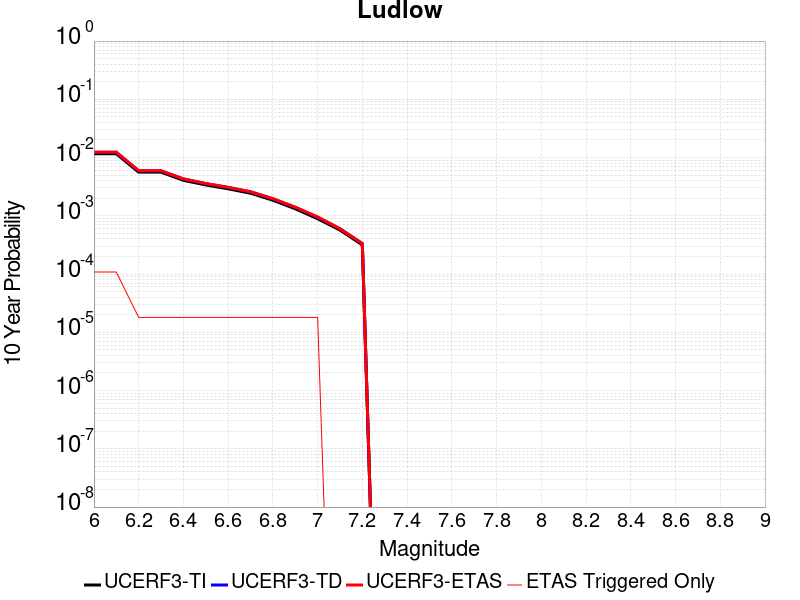 Ludlow
10 Year Probability
10^0
10^-1
10^-2
10^-3
10^-4
10^-5
10^-6
10^-7
10^-8
6 6.2 6.4 6.6 6.8 7 7.2 7.4 7.6 7.8 8 8.2 8.4 8.6 8.8 9
Magnitude
UCERF3-TI UCERF3-TD UCERF3-ETAS ETAS Triggered Only